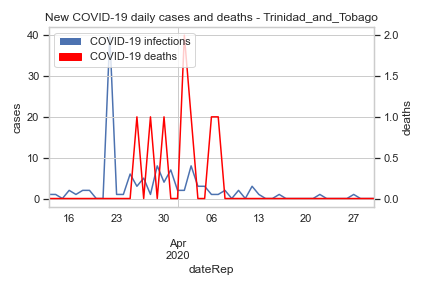 New COVID-19 daily cases and deaths - Trinidad_and_Tobago
COVID-19 infections
COVID-19 deaths
cases
40
30
20
10
0
deaths
2.0
1.5
1.0
0.5
0.0
16 23 30 06 13 20 27
Apr
2020
dateRep